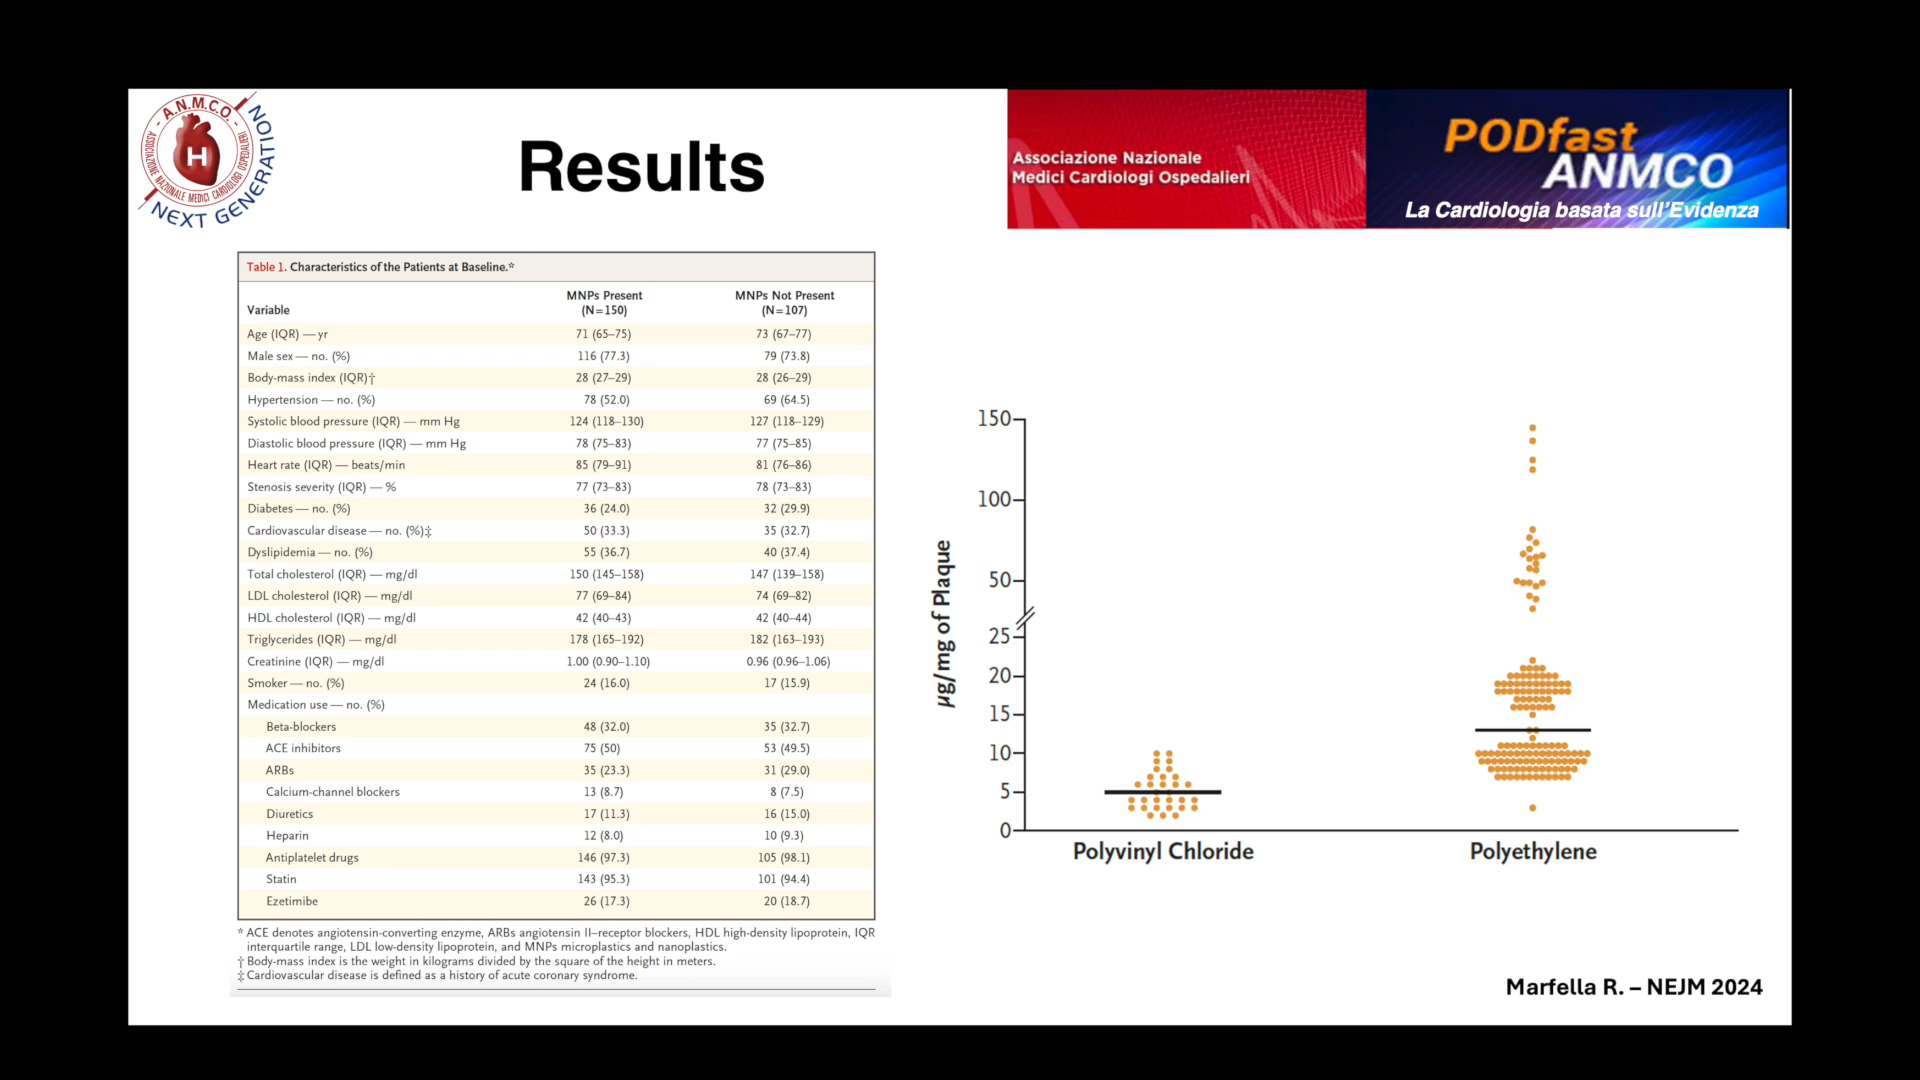 A.N.M.C.O.
ASSOCIAZIONE NAZIONALE MEDICI CARDIOLOGI OSPEDALIERI
H
NEXT GENERATION
Results
Associazione Nazionale
Medici Cardiologi Ospedalieri
PODfast
ANMCO
La Cardiologia basata sull'Evidenza
Table 1. Characteristics of the Patients at Baseline.*
Variable MNPs Present (N=150) MNPs Not Present (N=107)
Age (IQR) — yr 71 (65–75) 73 (67–77)
Male sex — no. (%) 116 (77.3) 79 (73.8)
Body-mass index (IQR)† 28 (27–29) 28 (26–29)
Hypertension — no. (%) 78 (52.0) 69 (64.5)
Systolic blood pressure (IQR) — mm Hg 124 (118–130) 127 (118–129)
Diastolic blood pressure (IQR) — mm Hg 78 (75–83) 77 (75–85)
Heart rate (IQR) — beats/min 85 (79–91) 81 (76–86)
Stenosis severity (IQR) — % 77 (73–83) 78 (73–83)
Diabetes — no. (%) 36 (24.0) 32 (29.9)
Cardiovascular disease — no. (%)‡ 50 (33.3) 35 (32.7)
Dyslipidemia — no. (%) 55 (36.7) 40 (37.4)
Total cholesterol (IQR) — mg/dl 150 (145–158) 147 (139–158)
LDL cholesterol (IQR) — mg/dl 77 (69–84) 74 (69–82)
HDL cholesterol (IQR) — mg/dl 42 (40–43) 42 (40–44)
Triglycerides (IQR) — mg/dl 178 (165–192) 182 (163–193)
Creatinine (IQR) — mg/dl 1.00 (0.90–1.10) 0.96 (0.96–1.06)
Smoker — no. (%) 24 (16.0) 17 (15.9)
Medication use — no. (%)
Beta-blockers 48 (32.0) 35 (32.7)
ACE inhibitors 75 (50) 53 (49.5)
ARBs 35 (23.3) 31 (29.0)
Calcium-channel blockers 13 (8.7) 8 (7.5)
Diuretics 17 (11.3) 16 (15.0)
Heparin 12 (8.0) 10 (9.3)
Antiplatelet drugs 146 (97.3) 105 (98.1)
Statin 143 (95.3) 101 (94.4)
Ezetimibe 26 (17.3) 20 (18.7)
* ACE denotes angiotensin-converting enzyme, ARBs angiotensin II–receptor blockers, HDL high-density lipoprotein, IQR
interquartile range, LDL low-density lipoprotein, and MNPs microplastics and nanoplastics.
† Body-mass index is the weight in kilograms divided by the square of the height in meters.
‡ Cardiovascular disease is defined as a history of acute coronary syndrome.
µg/mg of Plaque
150
100
50
25
20
15
10
5
0
Polyvinyl Chloride Polyethylene
Marfella R. – NEJM 2024